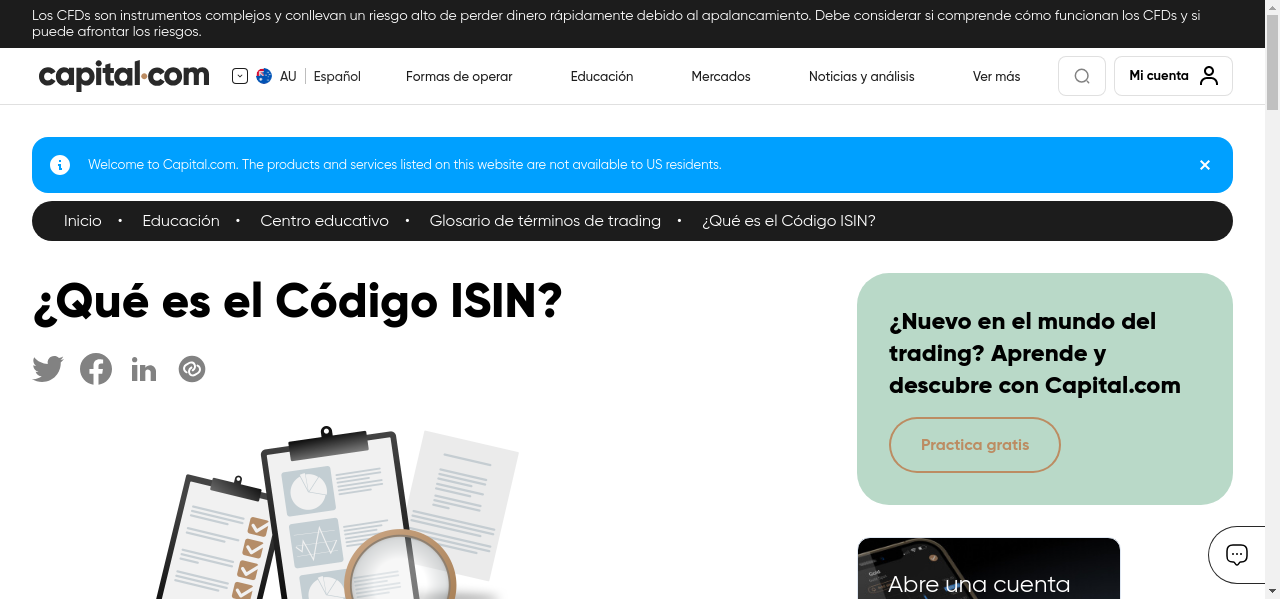 Los CFDs son instrumentos complejos y conllevan un riesgo alto de perder dinero rápidamente debido al apalancamiento. Debe considerar si comprende cómo funcionan los CFDs y si
puede afrontar los riesgos.
capital.com
AU
Español
Formas de operar
Educación
Mercados
Noticias y análisis
Ver más
Mi cuenta
Welcome to Capital.com. The products and services listed on this website are not available to US residents.
Inicio • Educación • Centro educativo • Glosario de términos de trading • ¿Qué es el Código ISIN?
¿Qué es el Código ISIN?
¿Nuevo en el mundo del
trading? Aprende y
descubre con Capital.com
Practica gratis
Abre una cuenta